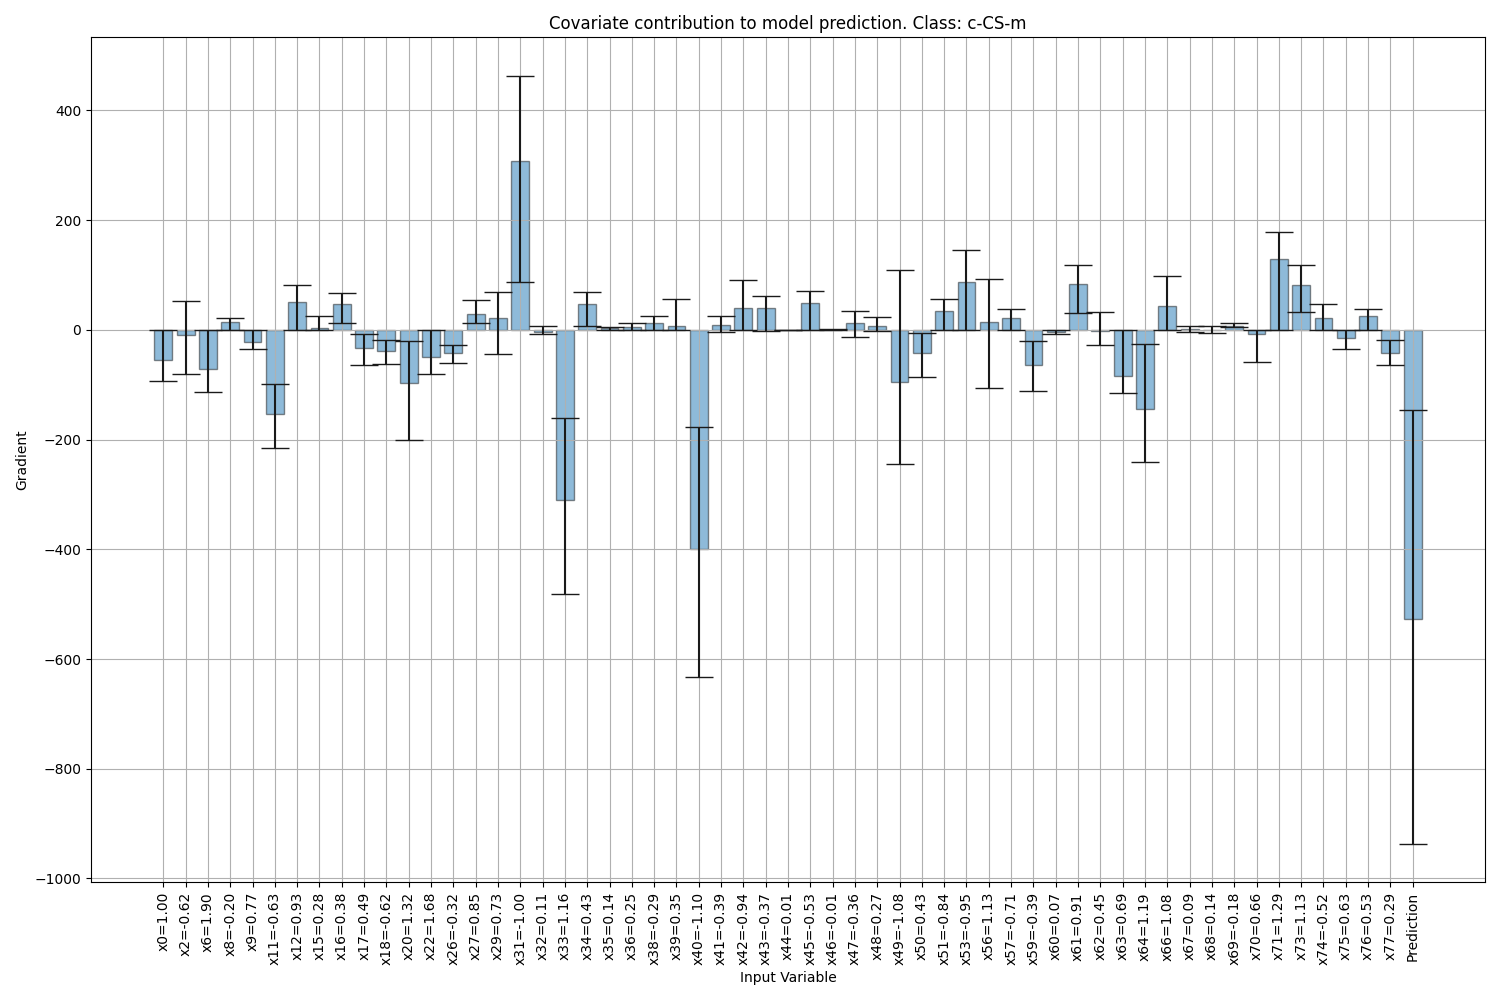 Covariate contribution to model prediction. Class: c-CS-m
400
200
0
−200
−400
−600
−800
−1000
Gradient
x0=1.00
x2=-0.62
x6=1.90
x8=-0.20
x9=0.77
x11=-0.63
x12=0.93
x15=0.28
x16=0.38
x17=0.49
x18=-0.62
x20=1.32
x22=1.68
x26=-0.32
x27=0.85
x29=0.73
x31=-1.00
x32=0.11
x33=1.16
x34=0.43
x35=0.14
x36=0.25
x38=-0.29
x39=0.35
x40=-1.10
x41=-0.39
x42=-0.94
x43=-0.37
x44=0.01
x45=-0.53
x46=-0.01
x47=-0.36
x48=0.27
x49=-1.08
x50=0.43
x51=-0.84
x53=-0.95
x56=1.13
x57=-0.71
x59=-0.39
x60=0.07
x61=0.91
x62=0.45
x63=0.69
x64=1.19
x66=1.08
x67=0.09
x68=0.14
x69=-0.18
x70=0.66
x71=1.29
x73=1.13
x74=-0.52
x75=0.63
x76=0.53
x77=0.29
Prediction
Input Variable